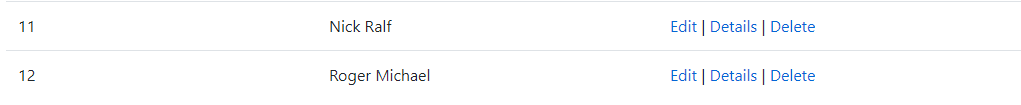 11 Nick Ralf Edit | Details | Delete
12 Roger Michael Edit | Details | Delete